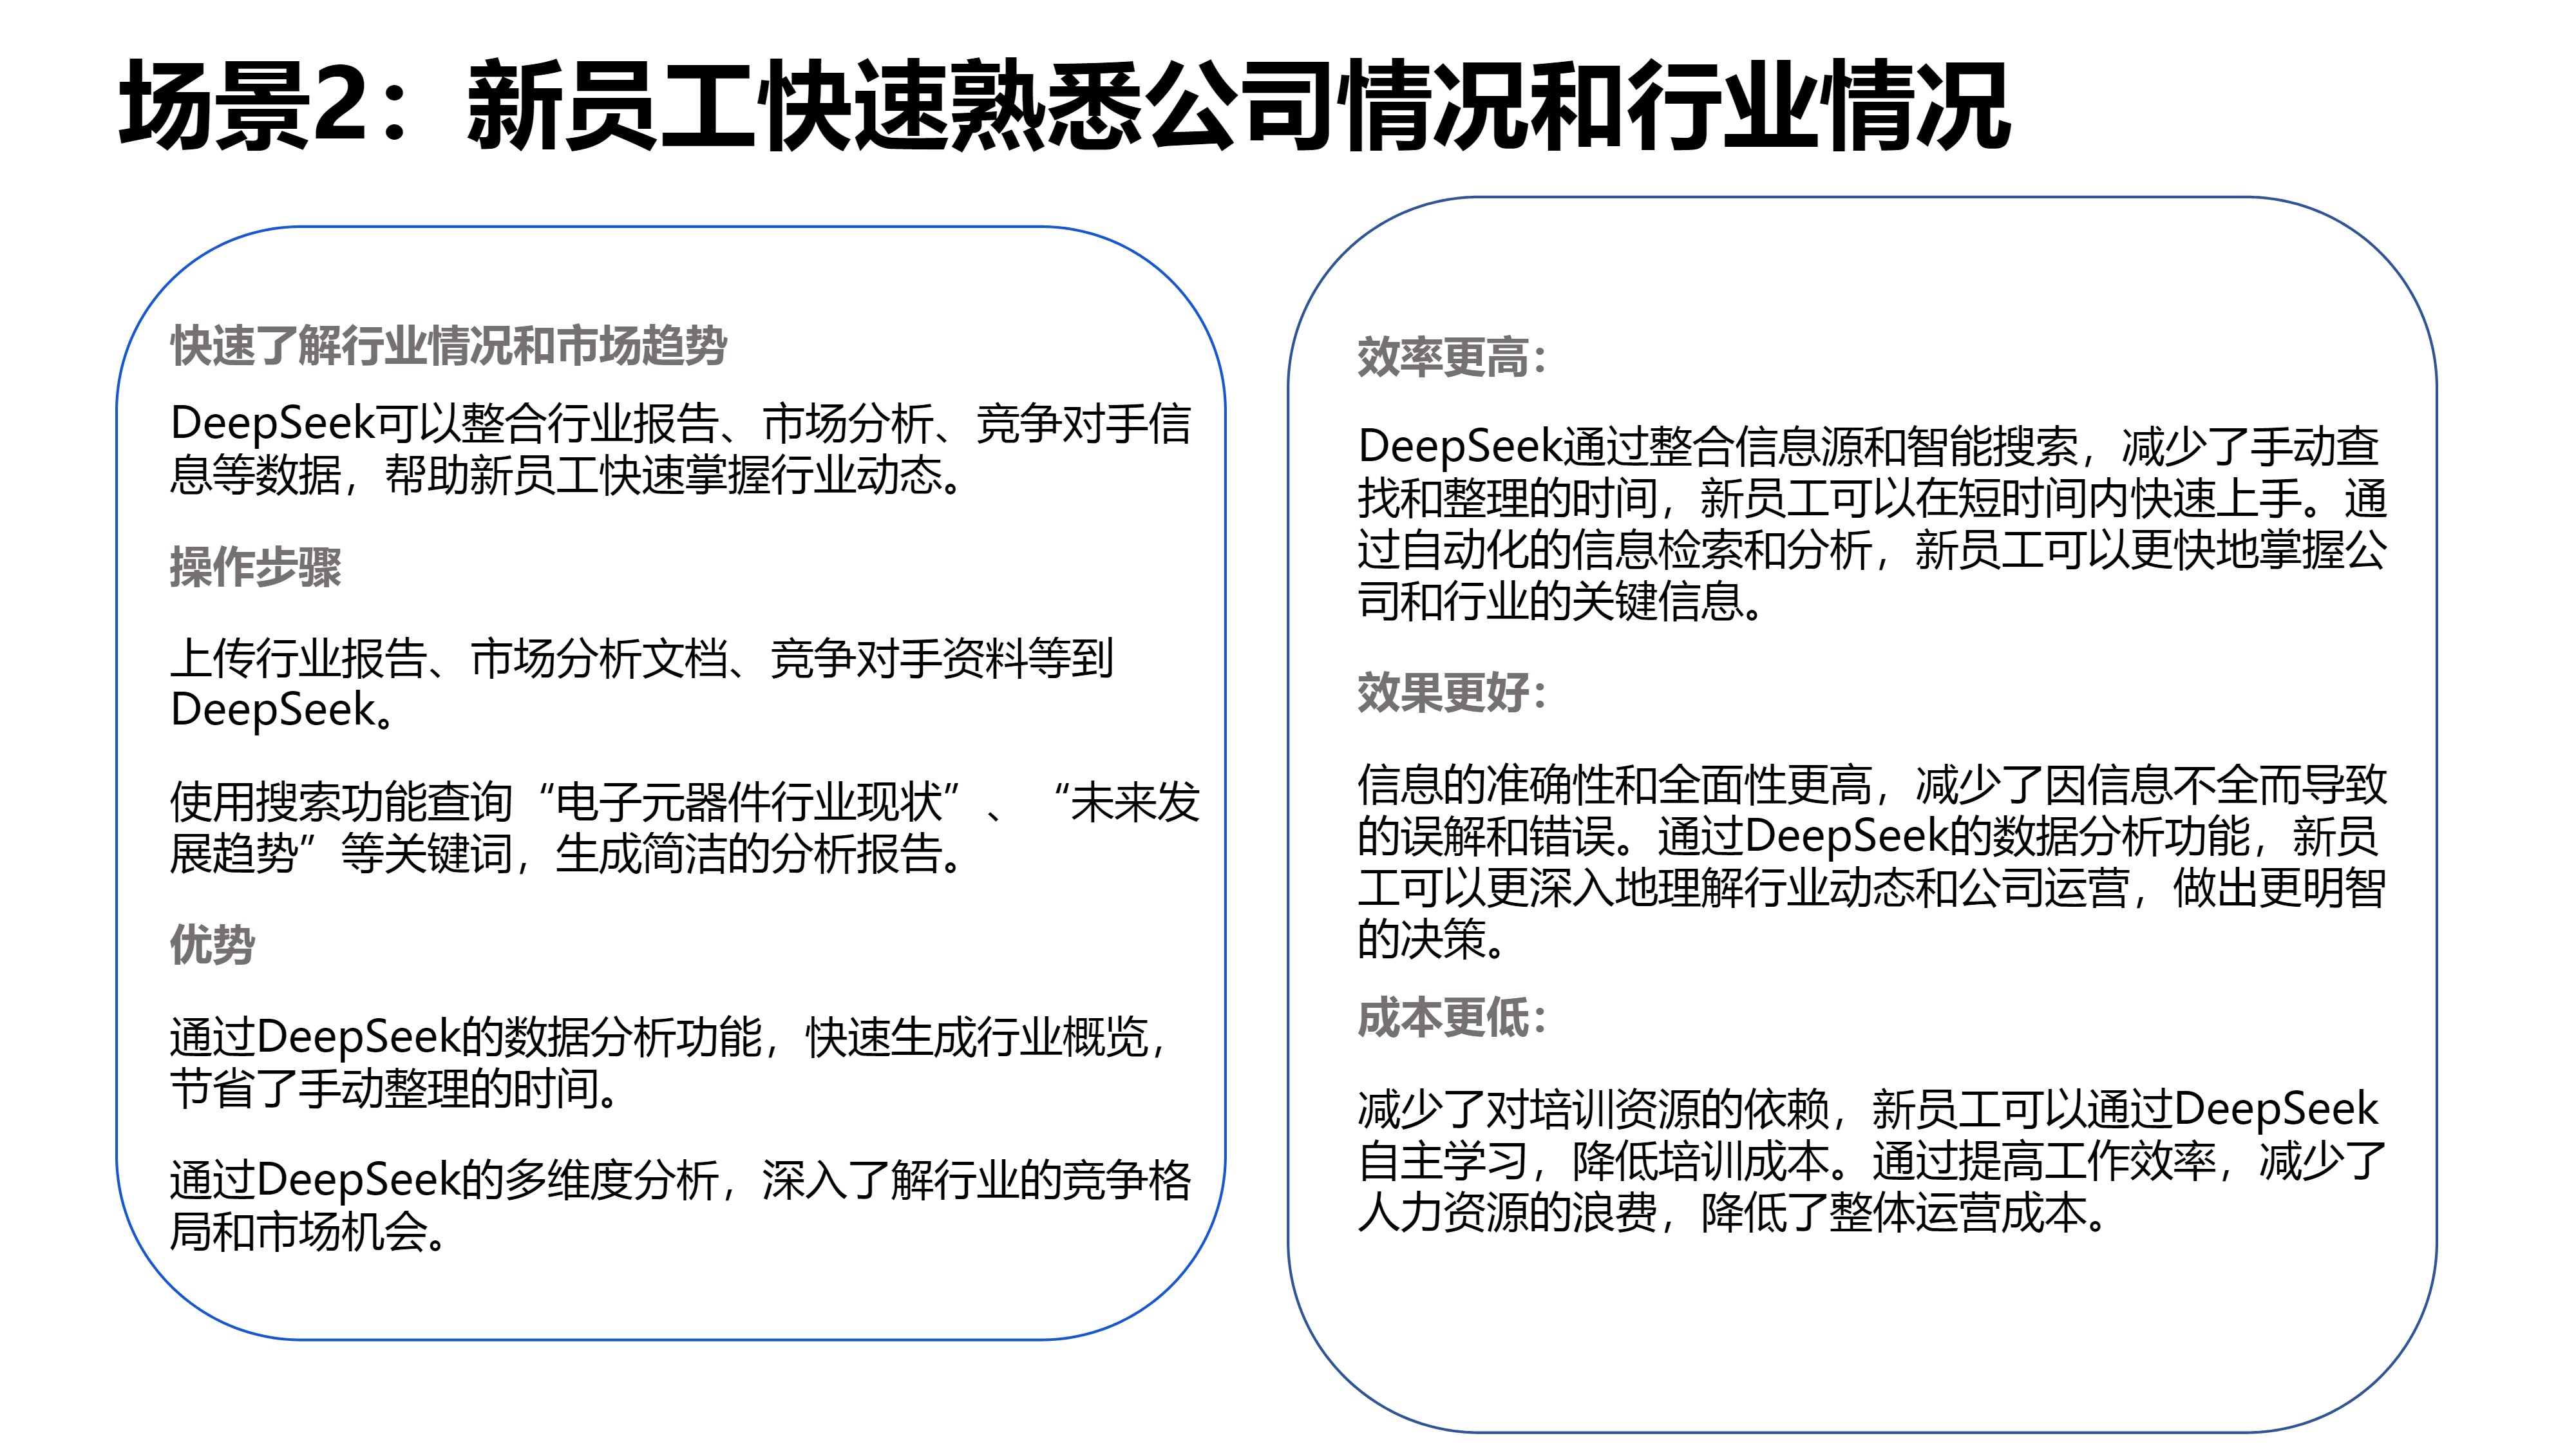 场景2：新员工快速熟悉公司情况和行业情况
快速了解行业情况和市场趋势
DeepSeek可以整合行业报告、市场分析、竞争对手信
息等数据，帮助新员工快速掌握行业动态。
操作步骤
上传行业报告、市场分析文档、竞争对手资料等到
DeepSeek。
使用搜索功能查询“电子元器件行业现状”、“未来发
展趋势”等关键词，生成简洁的分析报告。
优势
通过DeepSeek的数据分析功能，快速生成行业概览，
节省了手动整理的时间。
通过DeepSeek的多维度分析，深入了解行业的竞争格
局和市场机会。
效率更高：
DeepSeek通过整合信息源和智能搜索，减少了手动查
找和整理的时间，新员工可以在短时间内快速上手。通
过自动化的信息检索和分析，新员工可以更快地掌握公
司和行业的关键信息。
效果更好：
信息的准确性和全面性更高，减少了因信息不全而导致
的误解和错误。通过DeepSeek的数据分析功能，新员
工可以更深入地理解行业动态和公司运营，做出更明智
的决策。
成本更低：
减少了对培训资源的依赖，新员工可以通过DeepSeek
自主学习，降低培训成本。通过提高工作效率，减少了
人力资源的浪费，降低了整体运营成本。